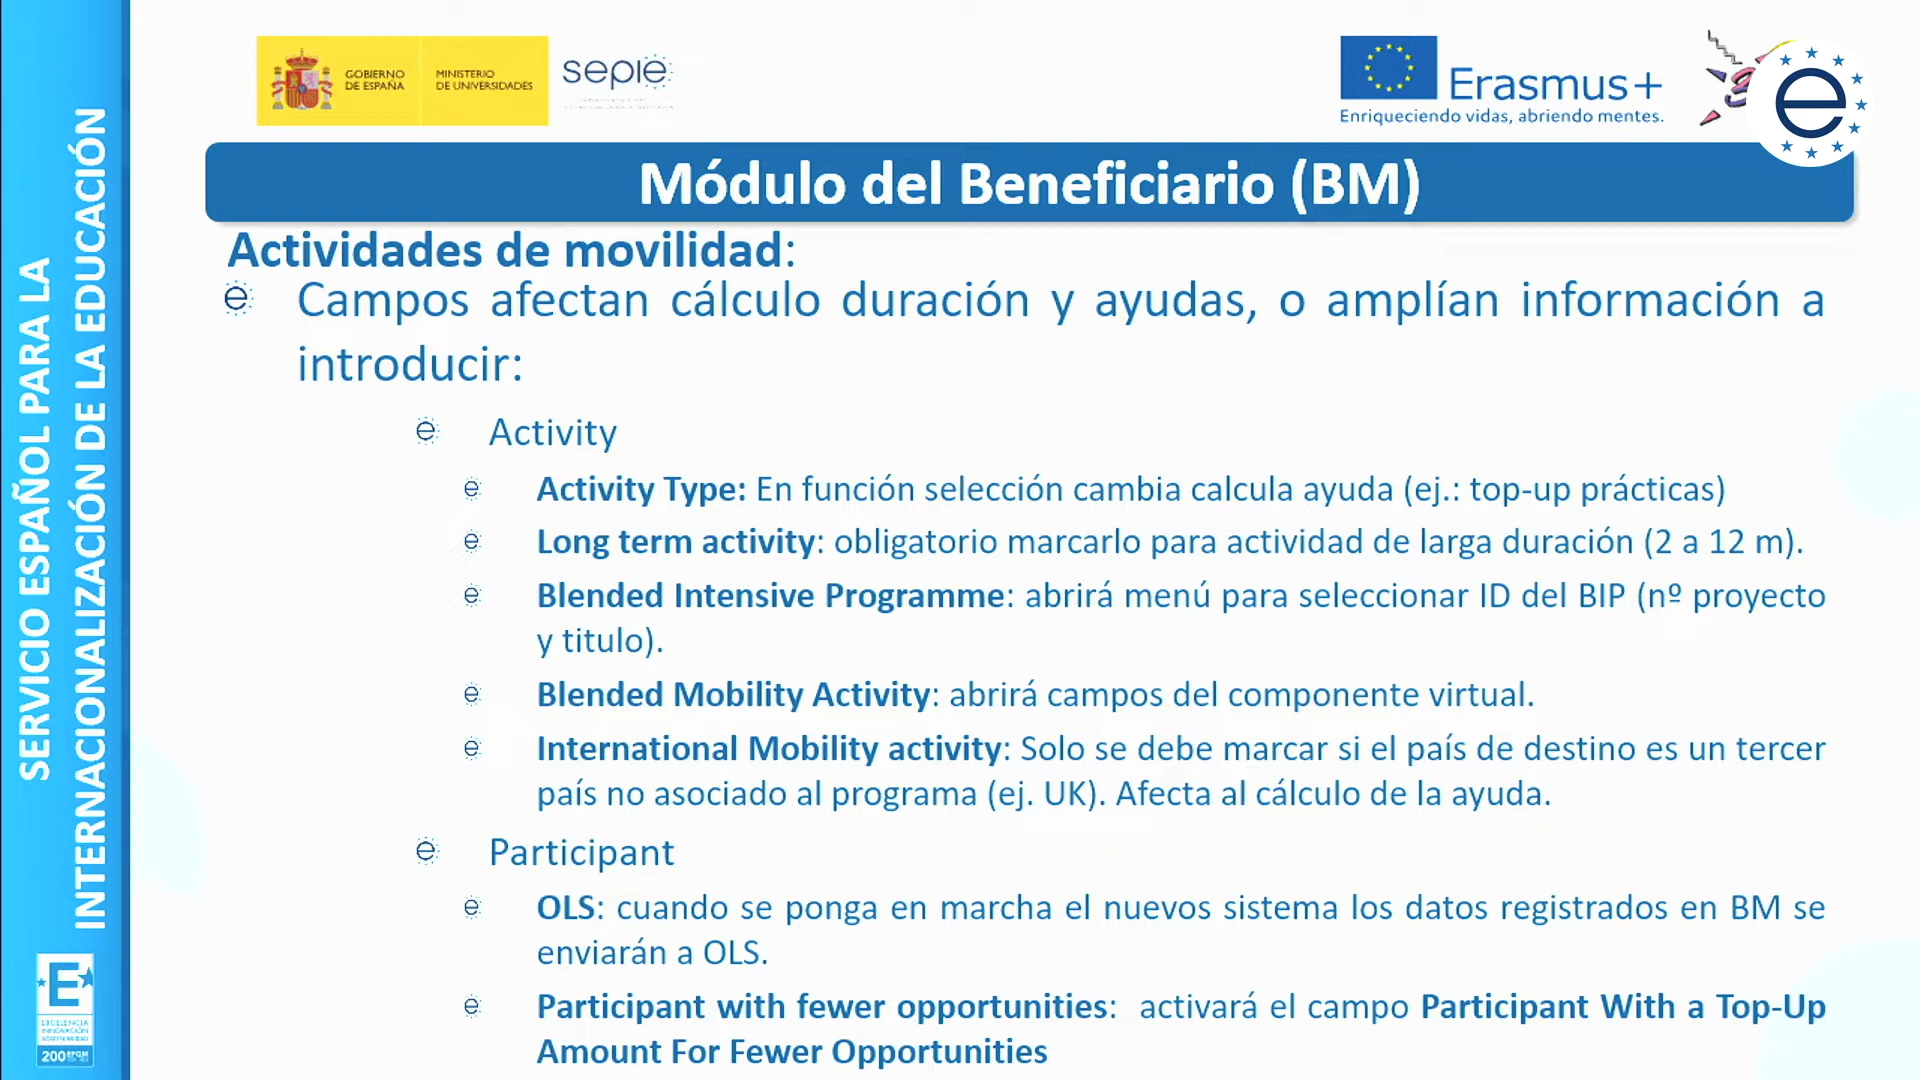 SERVICIO ESPAÑOL PARA LA
INTERNACIONALIZACIÓN DE LA EDUCACIÓN
GOBIERNO
DE ESPAÑA
MINISTERIO
DE UNIVERSIDADES
sepie
Erasmus+
Enriqueciendo vidas, abriendo mentes.
e
Módulo del Beneficiario (BM)
Actividades de movilidad:
Campos afectan cálculo duración y ayudas, o amplían información a
introducir:
Activity
Activity Type: En función selección cambia calcula ayuda (ej.: top-up prácticas)
Long term activity: obligatorio marcarlo para actividad de larga duración (2 a 12 m).
Blended Intensive Programme: abrirá menú para seleccionar ID del BIP (nº proyecto
y titulo).
Blended Mobility Activity: abrirá campos del componente virtual.
International Mobility activity: Solo se debe marcar si el país de destino es un tercer
país no asociado al programa (ej. UK). Afecta al cálculo de la ayuda.
Participant
OLS: cuando se ponga en marcha el nuevos sistema los datos registrados en BM se
enviarán a OLS.
Participant with fewer opportunities: activará el campo Participant With a Top-Up
Amount For Fewer Opportunities
E
200